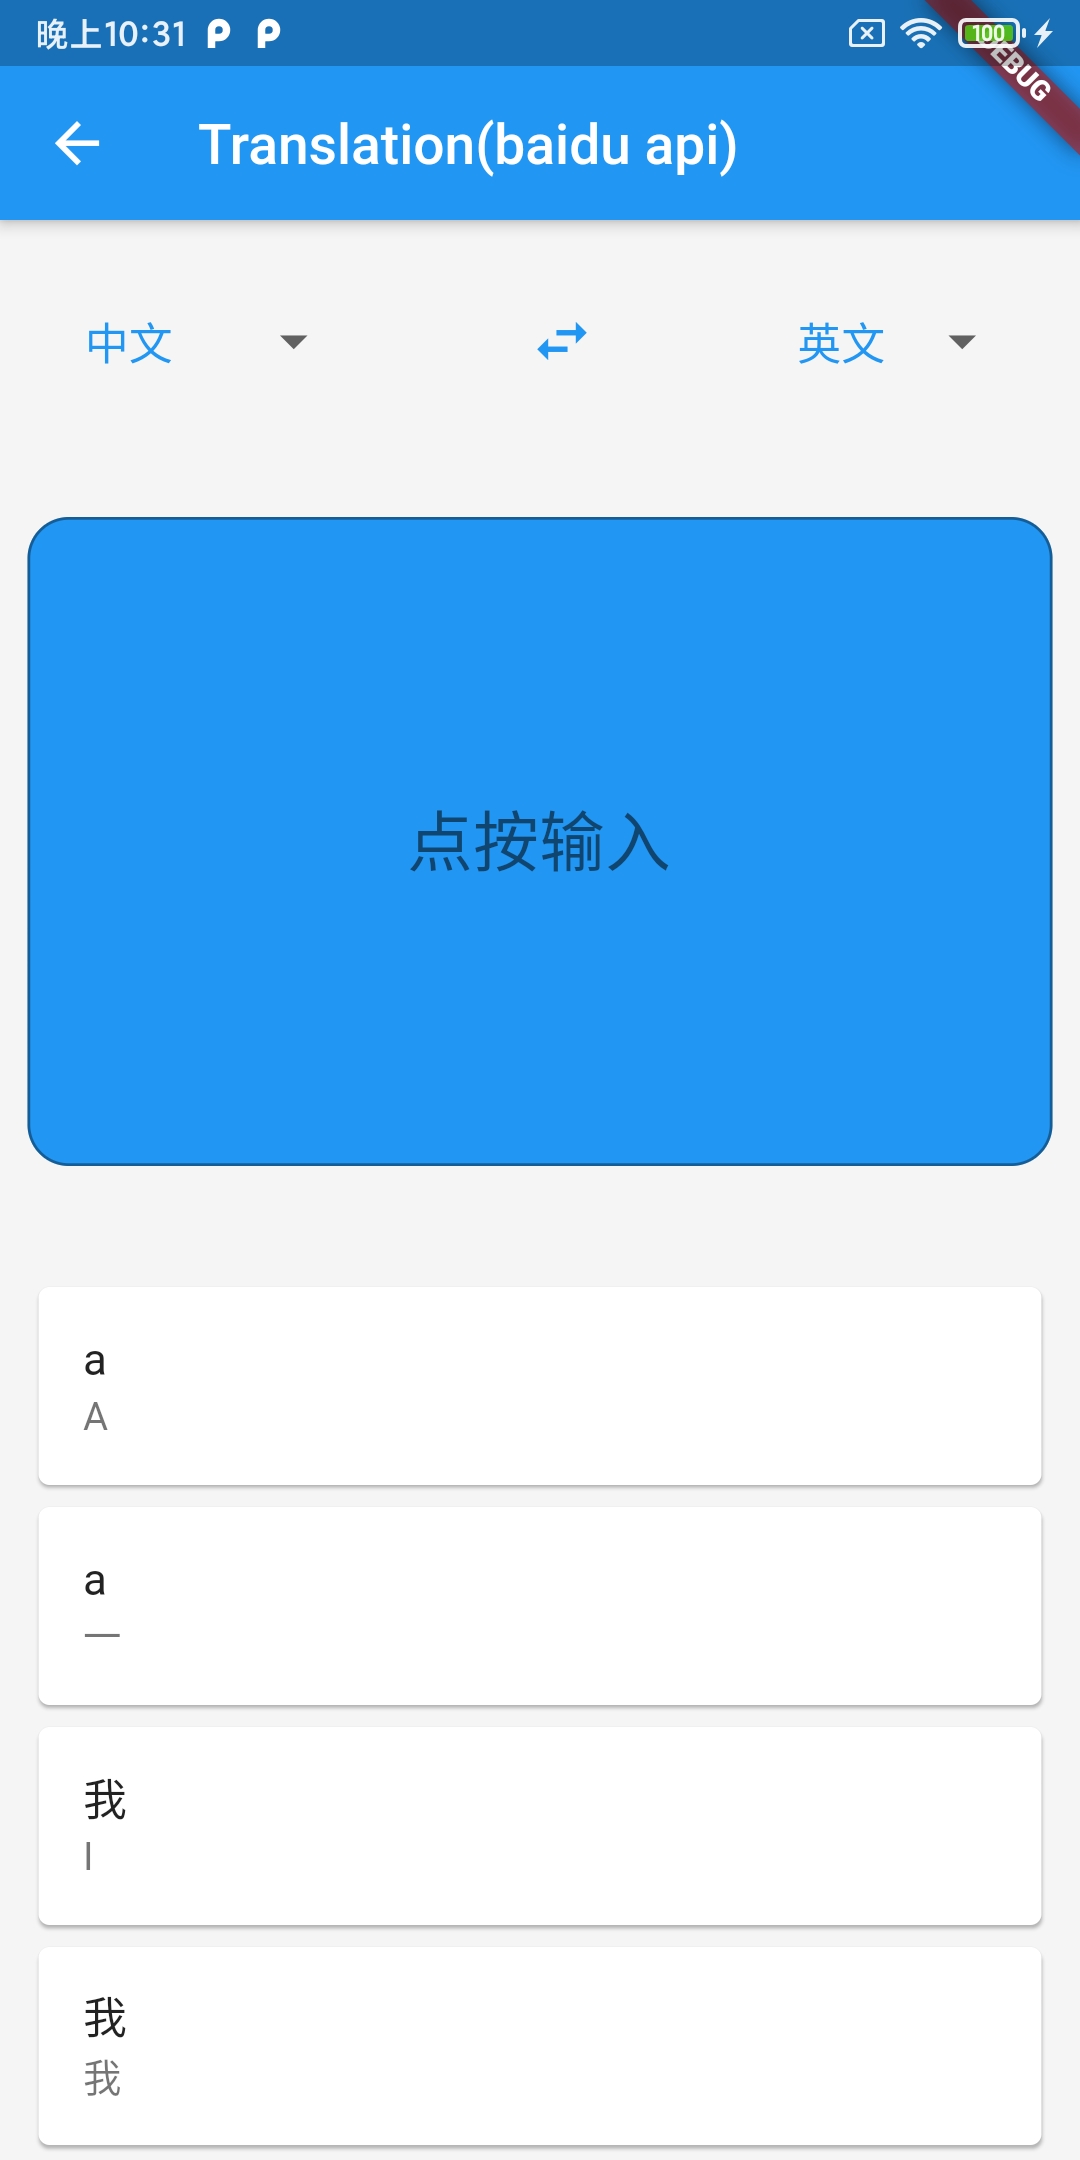 晚上10:31
100
DEBUG
Translation(baidu api)
中文
英文
点按输入
a
A
a
一
我
I
我
我